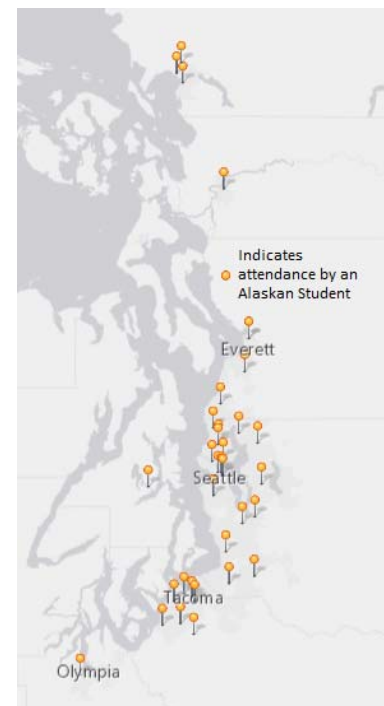 Indicates
attendance by an
Alaskan Student
Everett
Seattle
Tacoma
Olympia